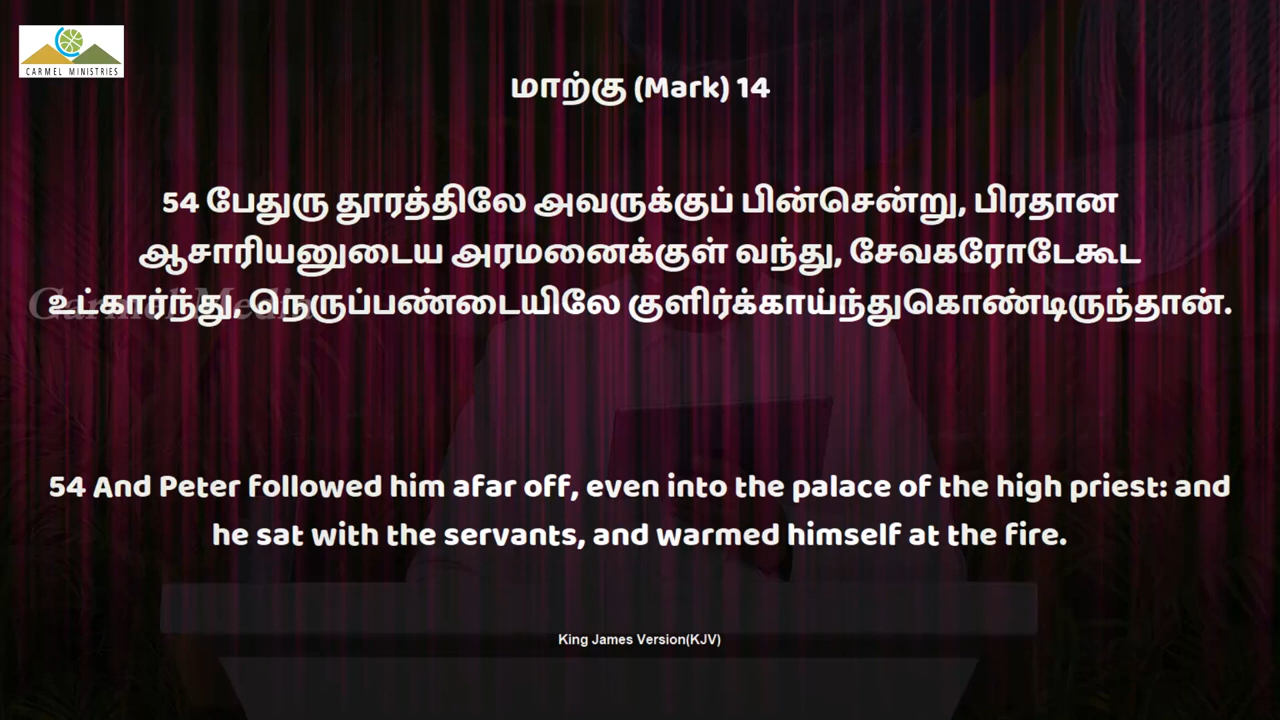 CARMEL MINISTRIES
மாற்கு (Mark) 14
54 பேதுரு தூரத்திலே அவருக்குப் பின்சென்று, பிரதான
ஆசாரியனுடைய அரமனைக்குள் வந்து, சேவகரோடேகூட
உட்கார்ந்து, நெருப்பண்டையிலே குளிர்க்காய்ந்துகொண்டிருந்தான்.
Carmel Media
54 And Peter followed him afar off, even into the palace of the high priest: and
he sat with the servants, and warmed himself at the fire.
King James Version(KJV)